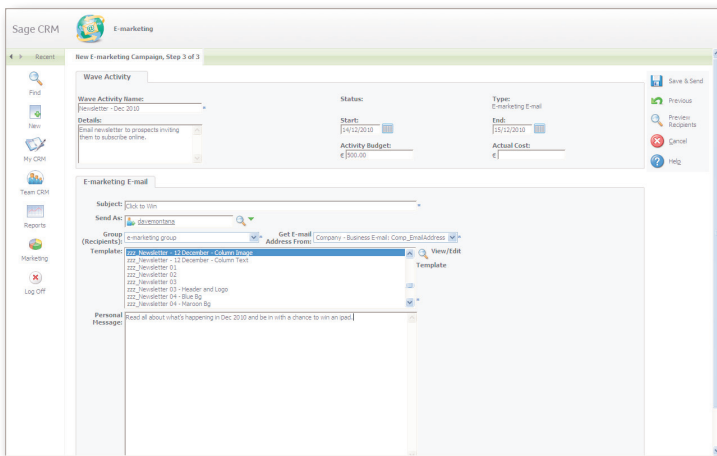 Sage CRM
E-marketing
Recent
New E-marketing Campaign, Step 3 of 3
Find
New
My CRM
Team CRM
Reports
Marketing
Log Off
Wave Activity
Wave Activity Name:
Newsletter - Dec 2010
Status:
Type:
E-marketing E-mail
Details:
Email newsletter to prospects inviting
them to subscribe online.
Start:
14/12/2010
End:
15/12/2010
Activity Budget:
€ 500.00
Actual Cost:
€
Save & Send
Previous
Preview
Recipients
Cancel
Help
E-marketing E-mail
Subject: Click to Win
Send As: davemontana
Group
(Recipients): e-marketing group
Get E-mail
Address From: Company - Business E-mail: Comp_EmailAddress
Template:
zzz_Newsletter - 12 December - Column Image
zzz_Newsletter - 12 December - Column Text
zzz_Newsletter 01
zzz_Newsletter 02
zzz_Newsletter 03
zzz_Newsletter 03 - Header and Logo
zzz_Newsletter 04 - Blue Bg
zzz_Newsletter 04 - Maroon Bg
View/Edit
Template
Personal
Message: Read all about what's happening in Dec 2010 and be in with a chance to win an ipad.